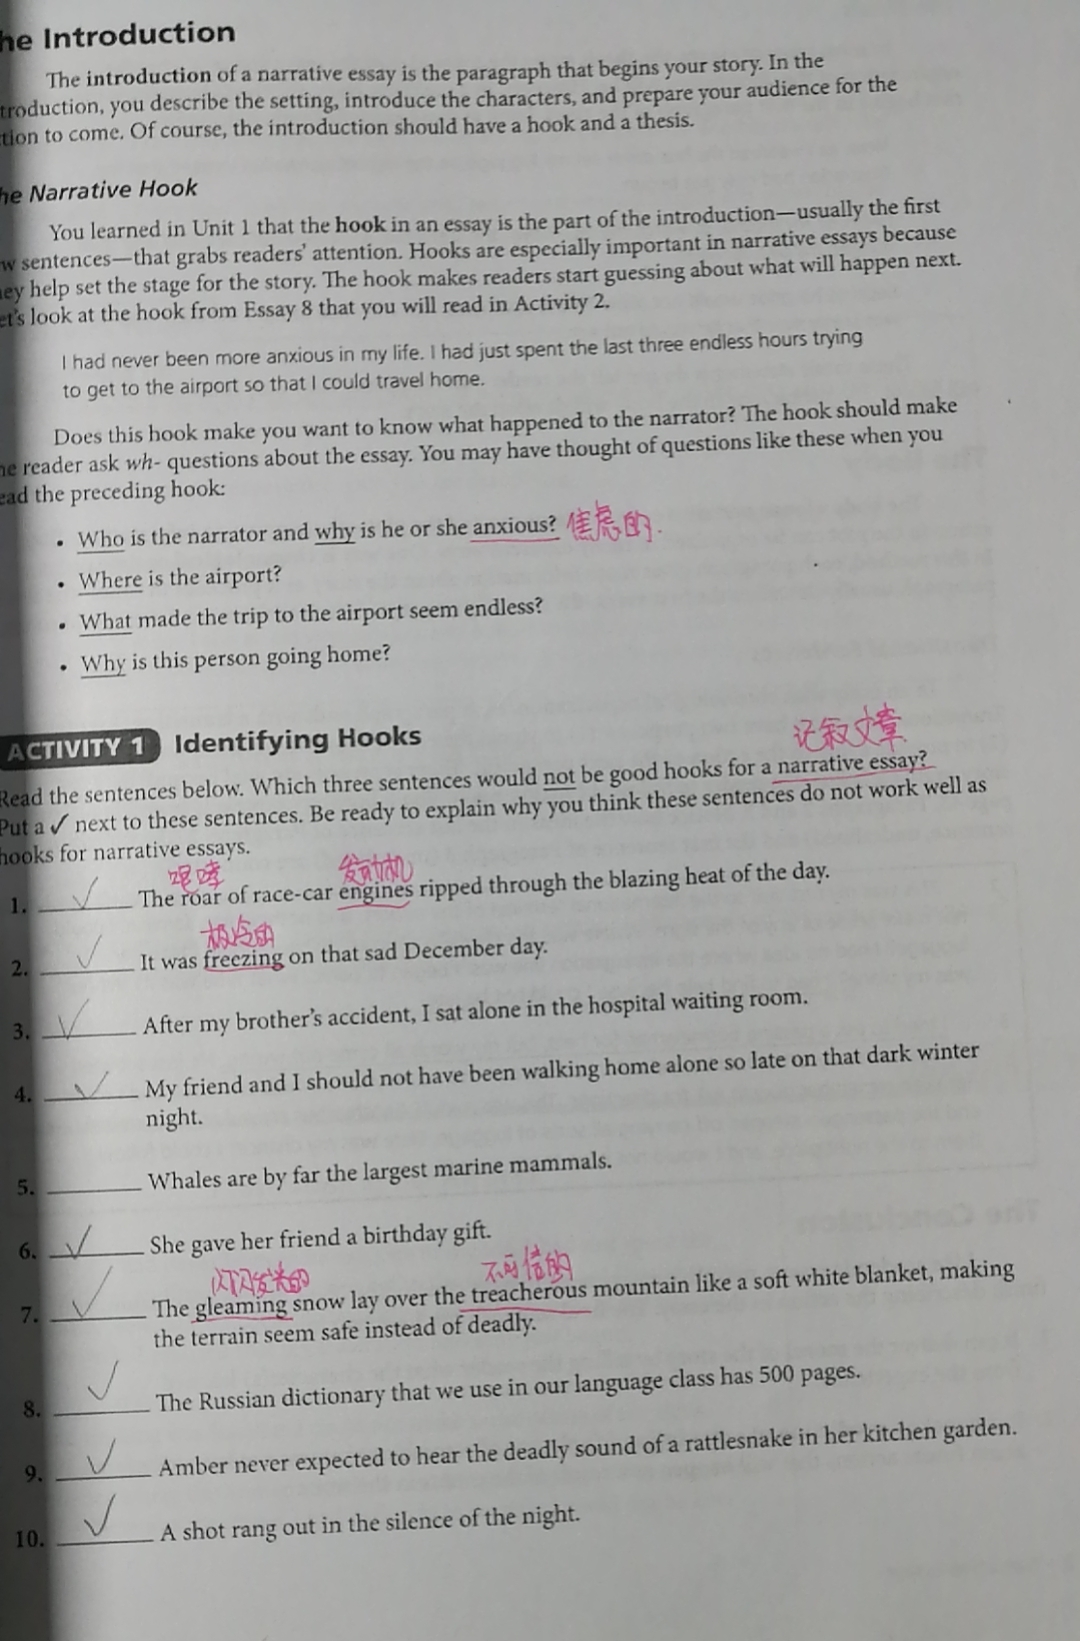 he Introduction
The introduction of a narrative essay is the paragraph that begins your story. In the
troduction, you describe the setting, introduce the characters, and prepare your audience for the
tion to come. Of course, the introduction should have a hook and a thesis.
he Narrative Hook
You learned in Unit 1 that the hook in an essay is the part of the introduction—usually the first
w sentences—that grabs readers' attention. Hooks are especially important in narrative essays because
ey help set the stage for the story. The hook makes readers start guessing about what will happen next.
et's look at the hook from Essay 8 that you will read in Activity 2.
I had never been more anxious in my life. I had just spent the last three endless hours trying
to get to the airport so that I could travel home.
Does this hook make you want to know what happened to the narrator? The hook should make
he reader ask wh- questions about the essay. You may have thought of questions like these when you
ead the preceding hook:
• Who is the narrator and why is he or she anxious? 焦虑的.
• Where is the airport?
• What made the trip to the airport seem endless?
• Why is this person going home?
记叙文章
ACTIVITY 1 Identifying Hooks
Read the sentences below. Which three sentences would not be good hooks for a narrative essay?
Put a ✓ next to these sentences. Be ready to explain why you think these sentences do not work well as
hooks for narrative essays.
咆哮 发动机
1. ✓ The roar of race-car engines ripped through the blazing heat of the day.
极冷的
2. ✓ It was freezing on that sad December day.
3. ✓ After my brother's accident, I sat alone in the hospital waiting room.
4. ✓ My friend and I should not have been walking home alone so late on that dark winter
night.
5. Whales are by far the largest marine mammals.
6. ✓ She gave her friend a birthday gift.
闪闪发光的 不可信的
7. ✓ The gleaming snow lay over the treacherous mountain like a soft white blanket, making
the terrain seem safe instead of deadly.
8. ✓ The Russian dictionary that we use in our language class has 500 pages.
9. ✓ Amber never expected to hear the deadly sound of a rattlesnake in her kitchen garden.
10. ✓ A shot rang out in the silence of the night.